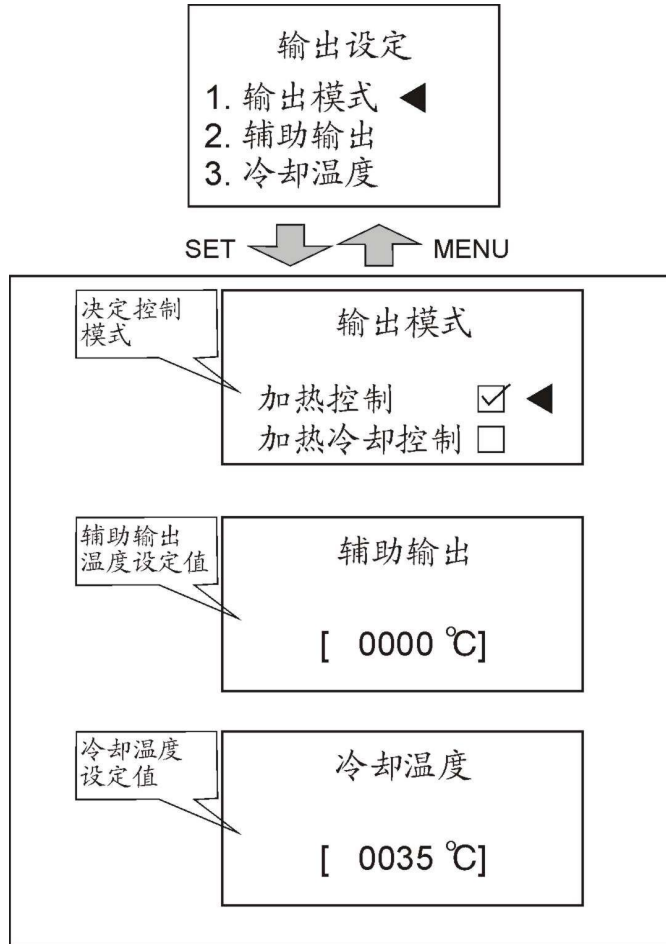 输出设定
1. 输出模式 ◀
2. 辅助输出
3. 冷却温度
SET MENU
决定控制
模式
输出模式
加热控制 ☑ ◀
加热冷却控制 ☐
辅助输出
温度设定值
辅助输出
[ 0000 ℃]
冷却温度
设定值
冷却温度
[ 0035 ℃]